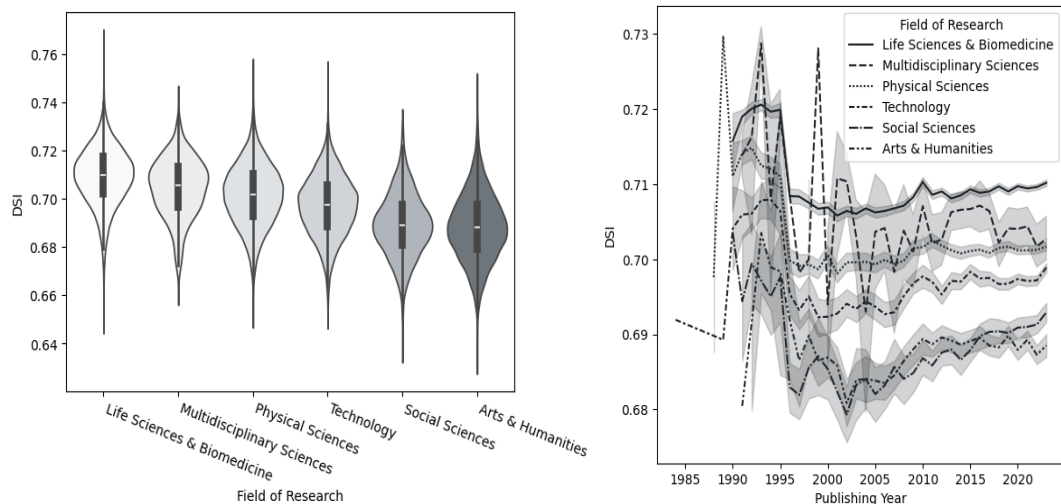 0.76
0.74
0.72
0.70
0.68
0.66
0.64
DSI
Life Sciences & Biomedicine
Multidisciplinary Sciences
Physical Sciences
Technology
Social Sciences
Arts & Humanities
Field of Research
0.73
0.72
0.71
0.70
0.69
0.68
DSI
Field of Research
Life Sciences & Biomedicine
Multidisciplinary Sciences
Physical Sciences
Technology
Social Sciences
Arts & Humanities
1985 1990 1995 2000 2005 2010 2015 2020
Publishing Year